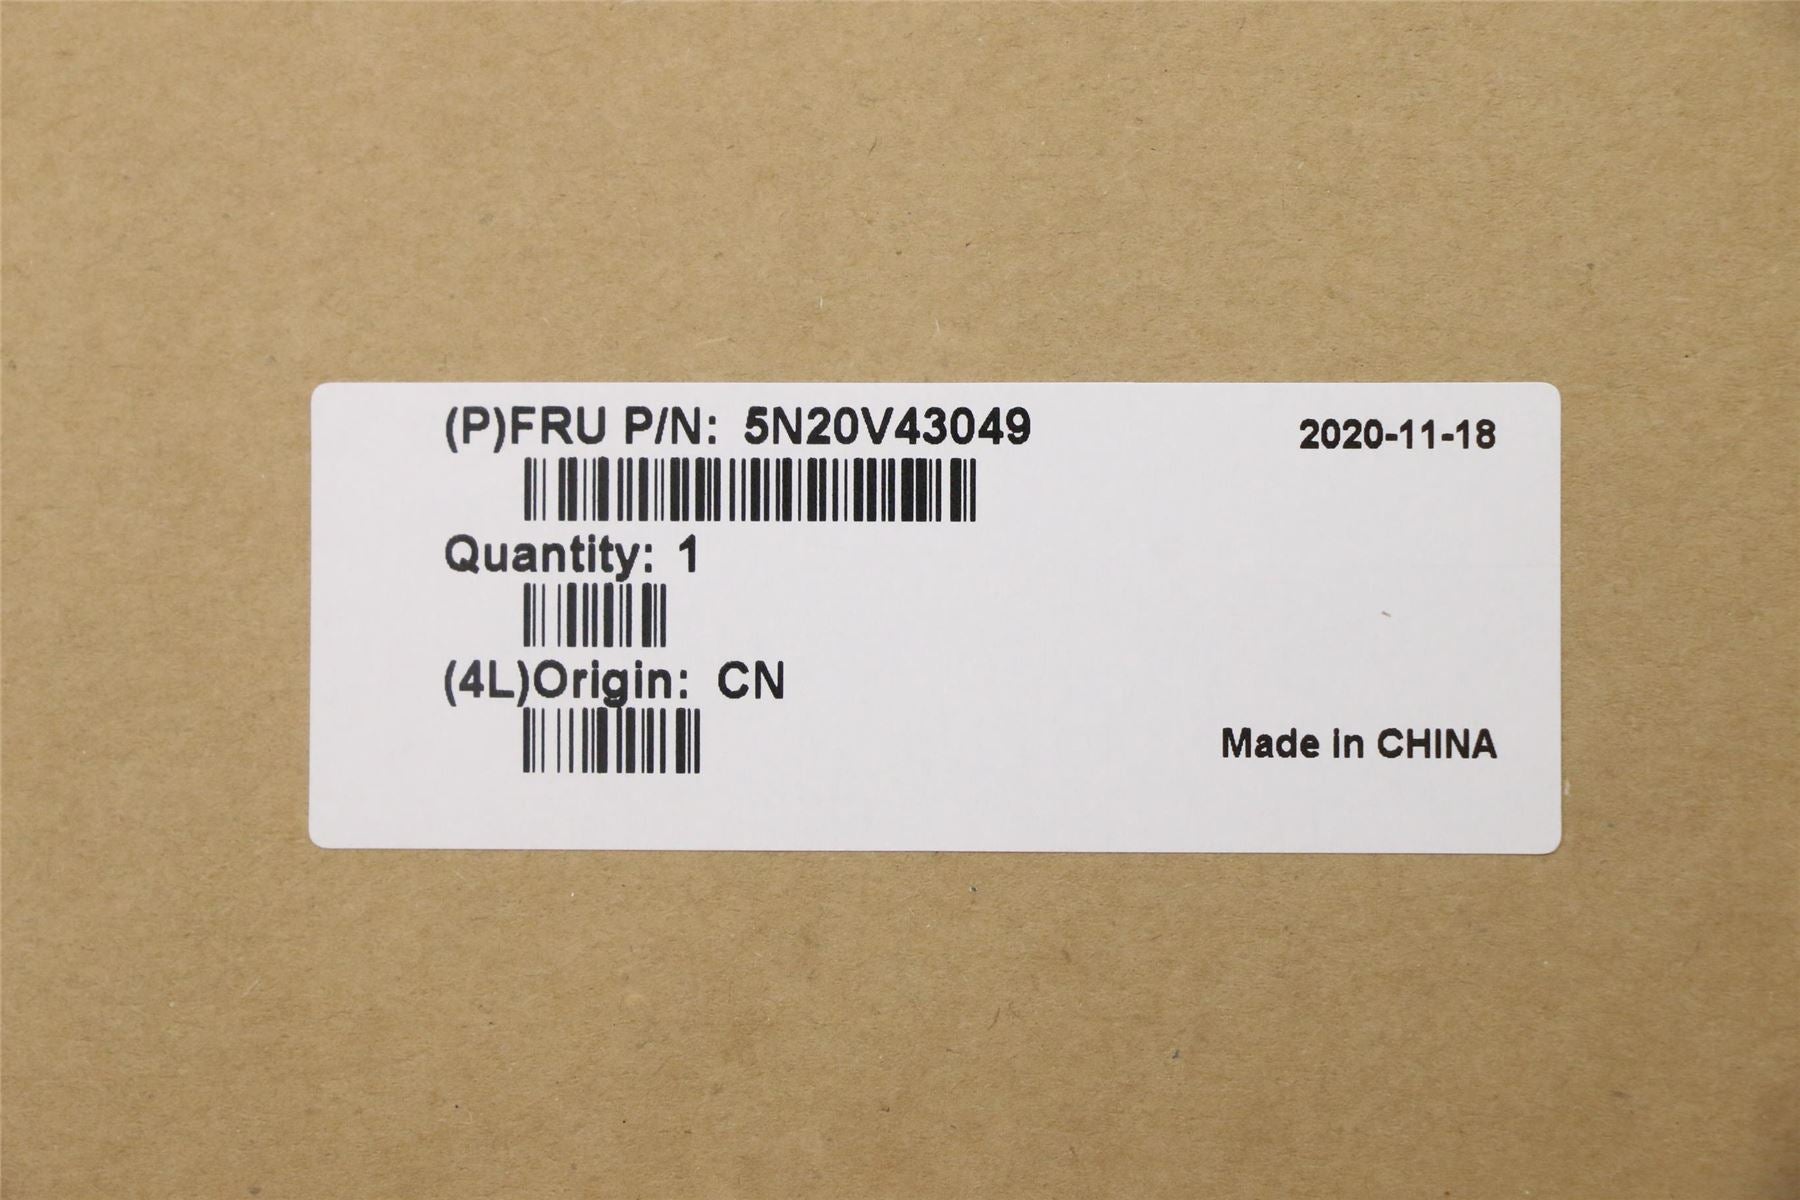 (P)FRU P/N: 5N20V43049
2020-11-18
Quantity: 1
(4L)Origin: CN
Made in CHINA